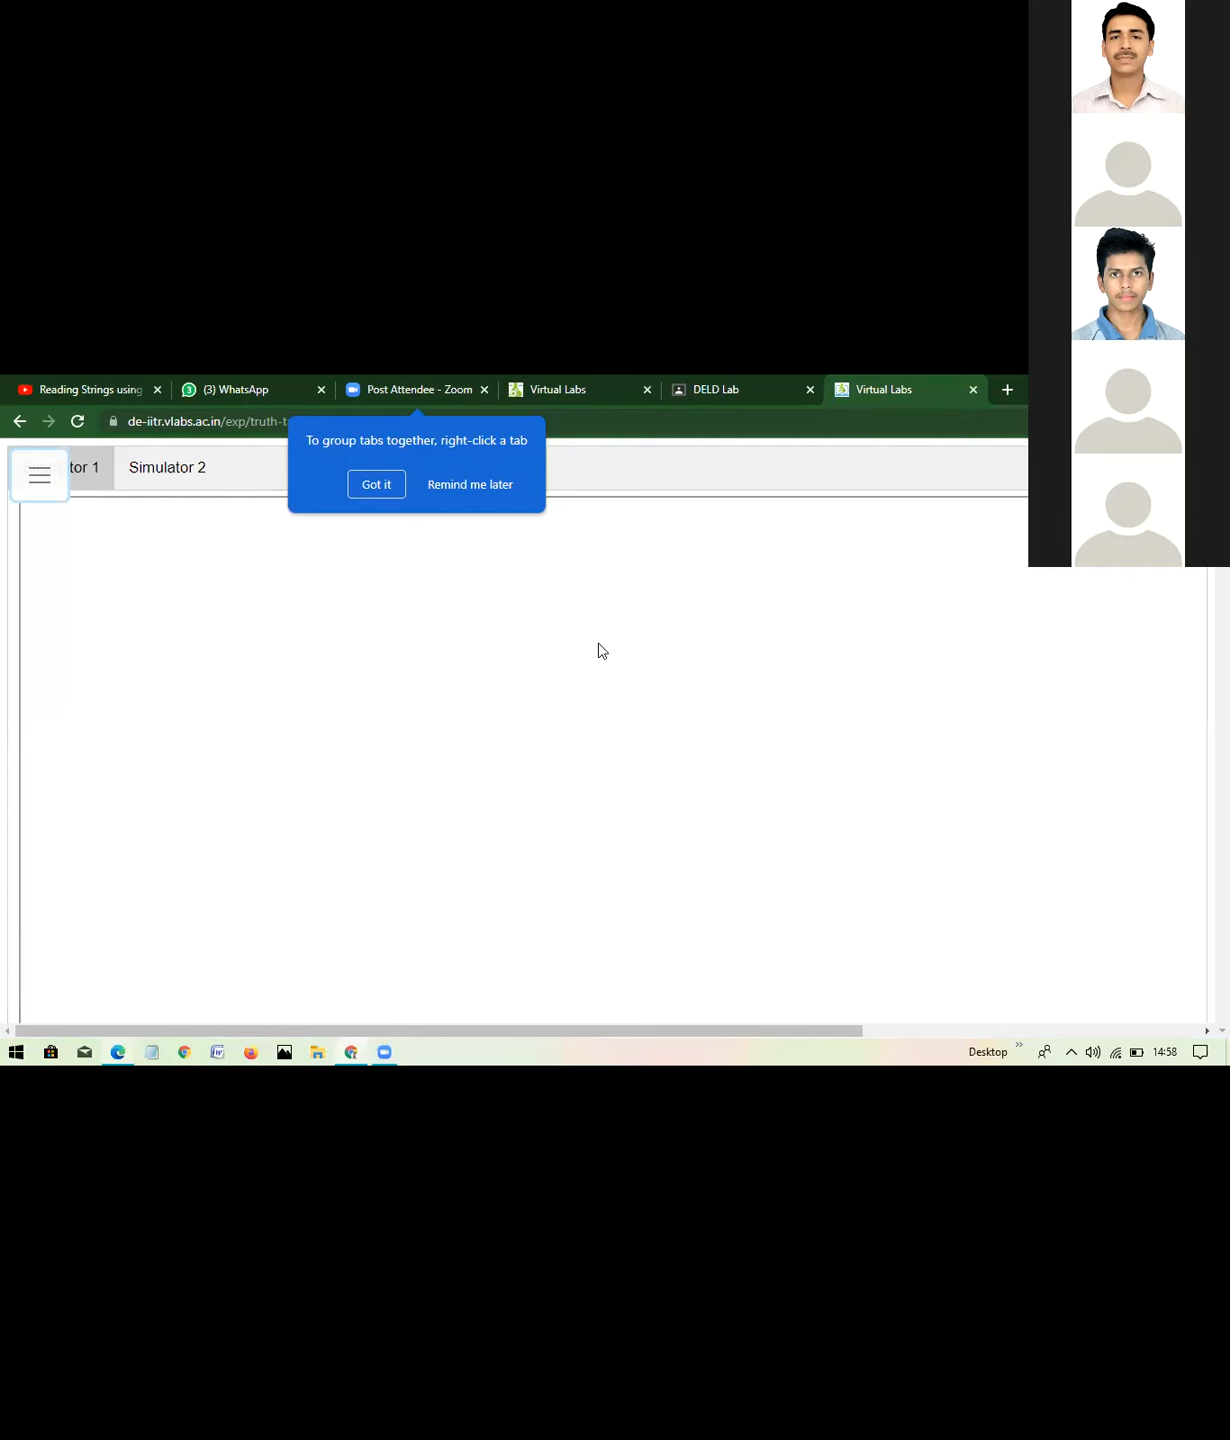 Reading Strings using
(3) WhatsApp
Post Attendee - Zoom
Virtual Labs
DELD Lab
Virtual Labs
de-iitr.vlabs.ac.in/exp/truth-t
To group tabs together, right-click a tab
Got it
Remind me later
tor 1
Simulator 2
Desktop
14:58